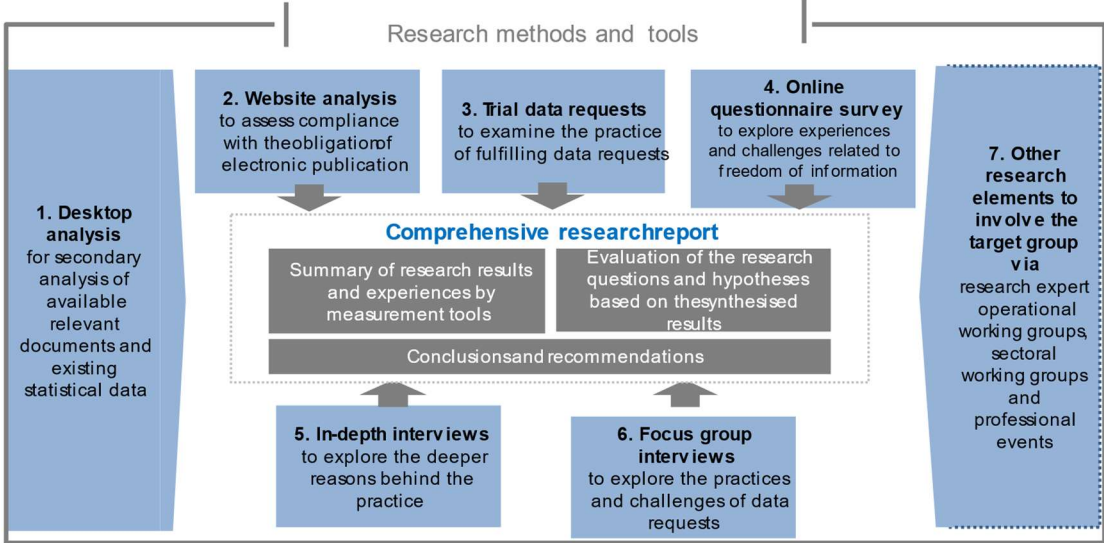 Research methods and tools
1. Desktop
analysis
for secondary
analysis of
available
relevant
documents and
existing
statistical data
2. Website analysis
to assess compliance
with theobligationof
electronic publication
3. Trial data requests
to examine the practice
of fulfilling data requests
4. Online
questionnaire survey
to explore experiences
and challenges related to
freedom of information
7. Other
research
elements to
involve the
target group
via
research expert
operational
working groups,
sectoral
working groups
and
professional
events
Comprehensive researchreport
Summary of research results
and experiences by
measurement tools
Evaluation of the research
questions and hypotheses
based on thesynthesised
results
Conclusionsandrecommendations
5. In-depth interviews
to explore the deeper
reasons behind the
practice
6. Focus group
interviews
to explore the practices
and challenges of data
requests